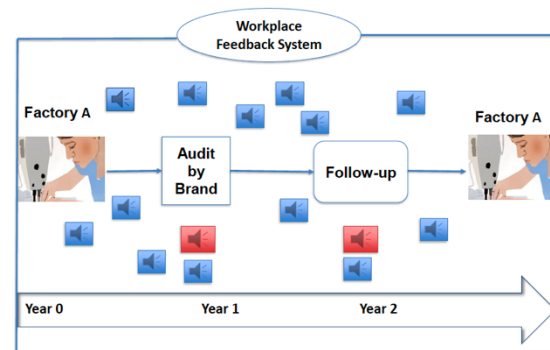 Workplace
Feedback System
Factory A
Audit
by
Brand
Follow-up
Factory A
Year 0
Year 1
Year 2